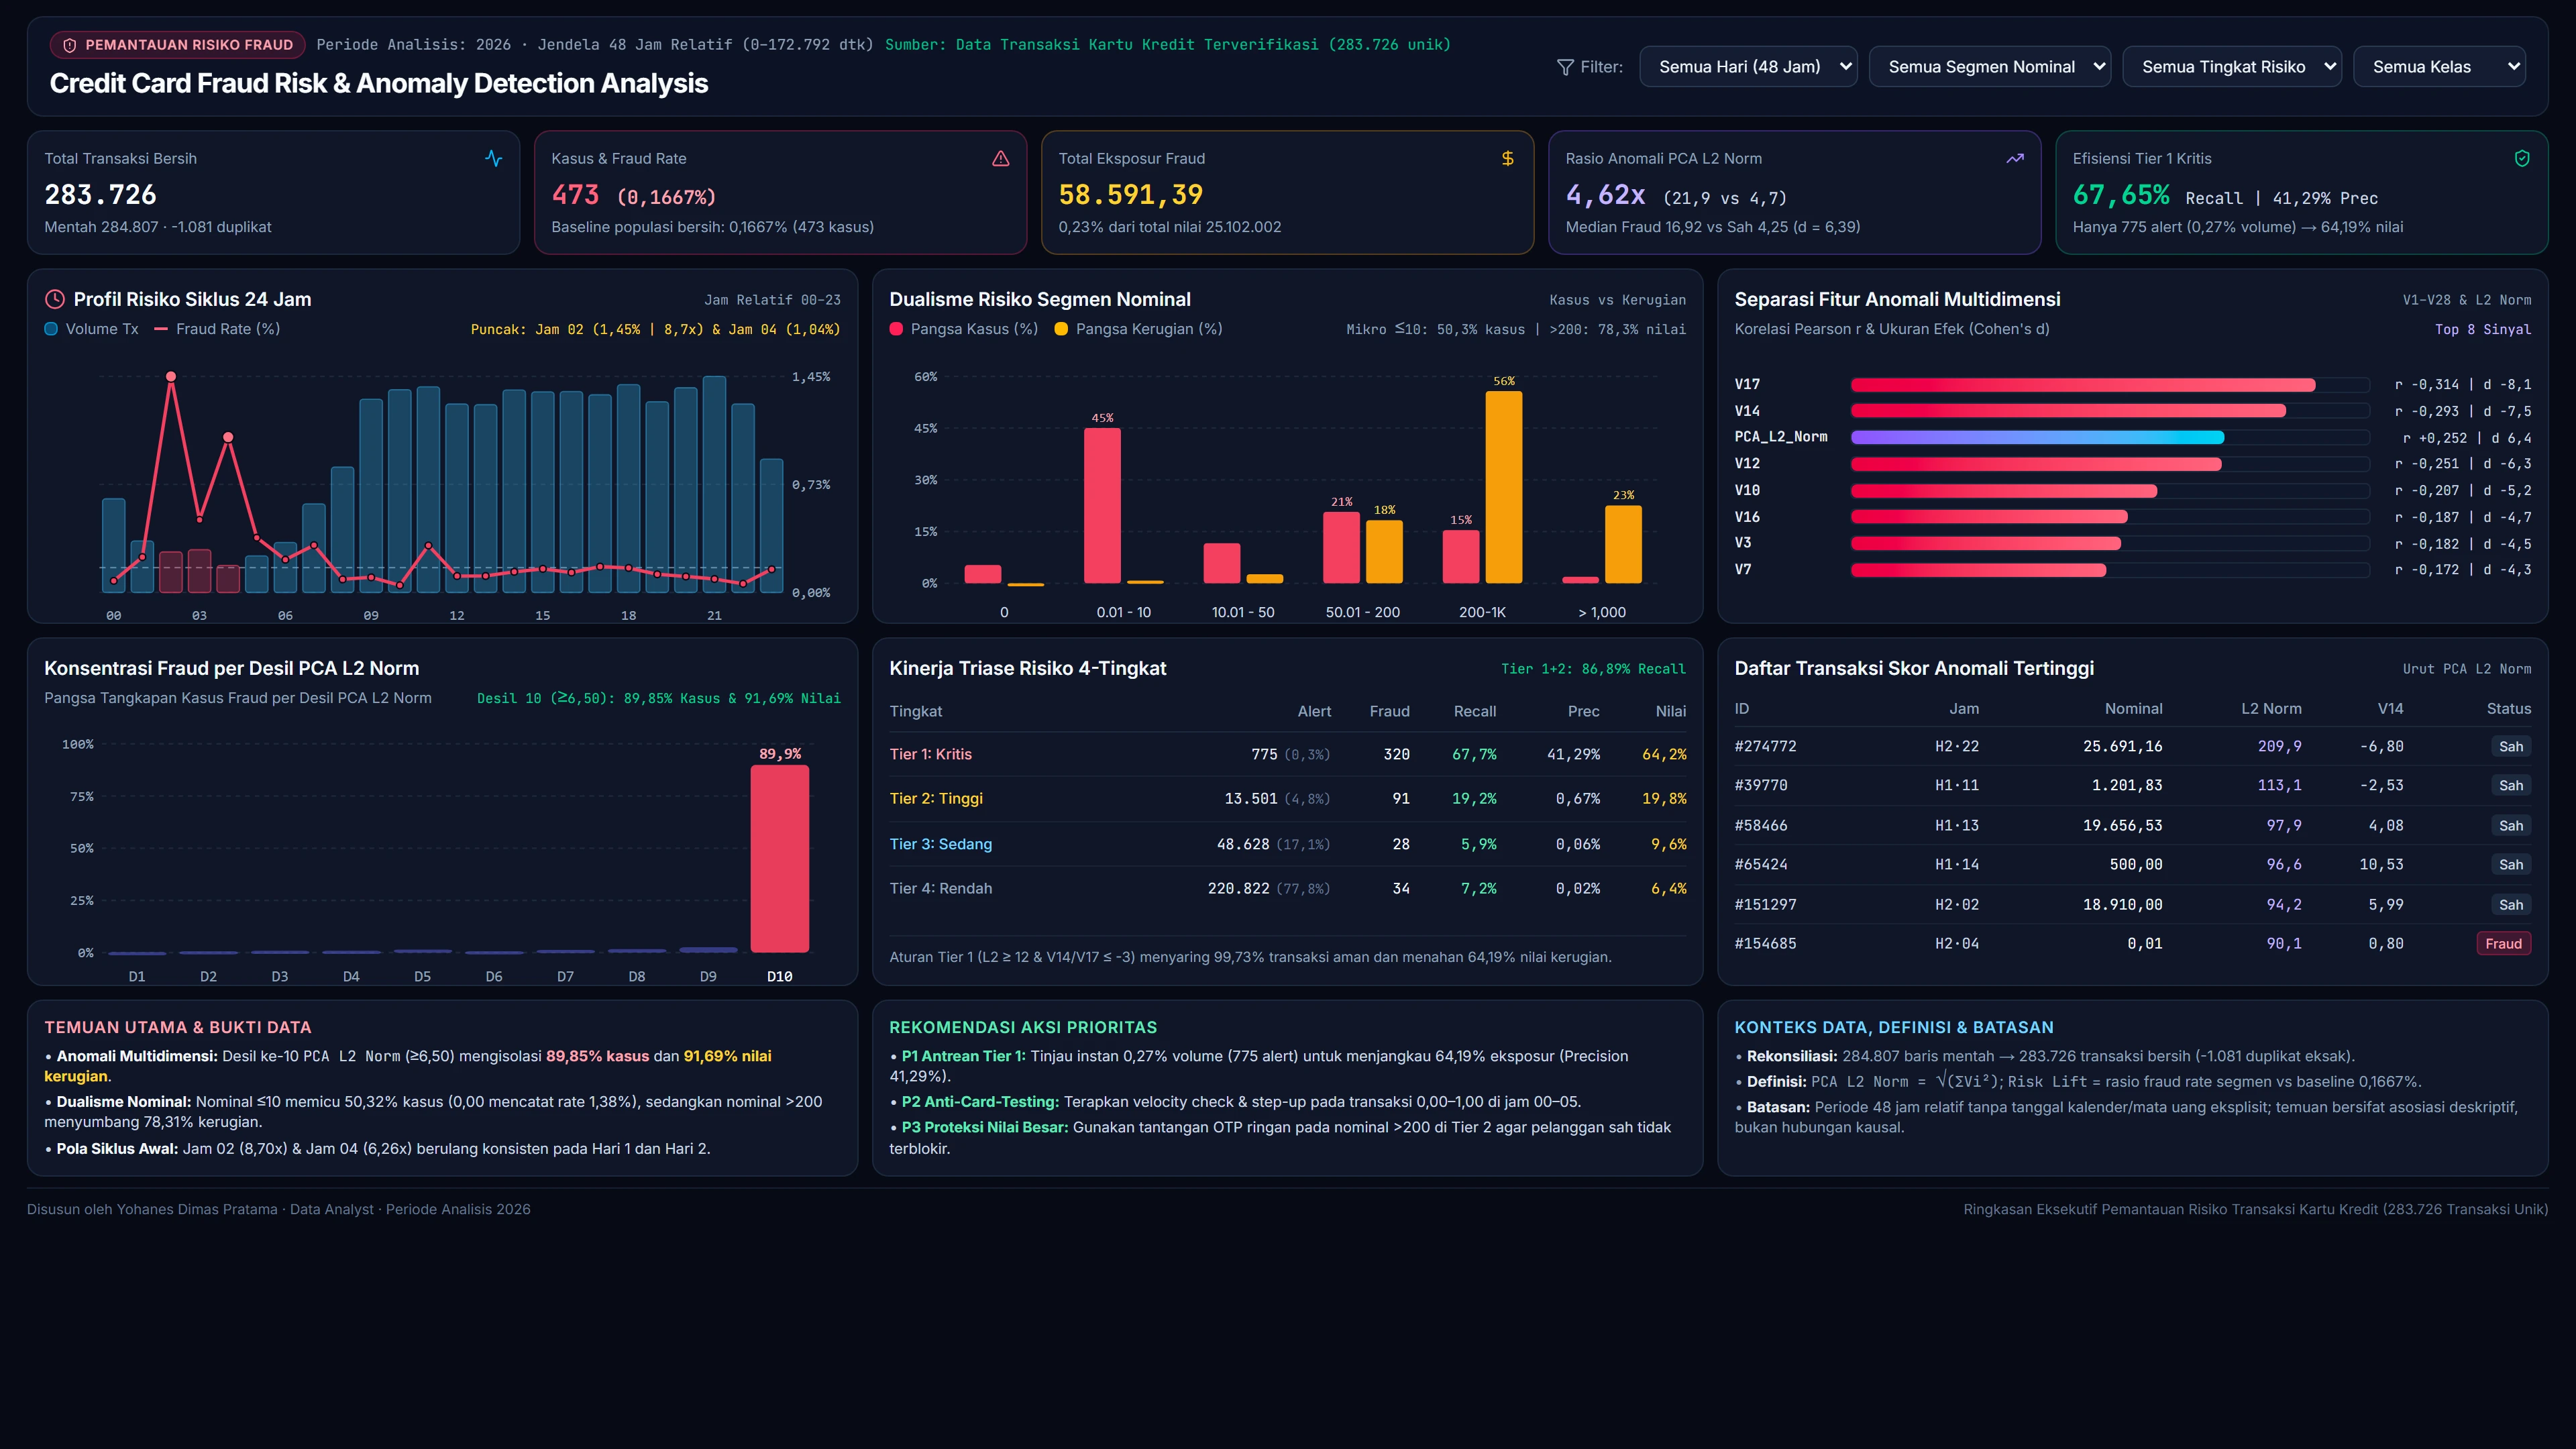 PEMANTAUAN RISIKO FRAUD Periode Analisis: 2026 · Jendela 48 Jam Relatif (0–172.792 dtk) Sumber: Data Transaksi Kartu Kredit Terverifikasi (283.726 unik)
Credit Card Fraud Risk & Anomaly Detection Analysis
Filter: Semua Hari (48 Jam) Semua Segmen Nominal Semua Tingkat Risiko Semua Kelas
Total Transaksi Bersih
283.726
Mentah 284.807 · -1.081 duplikat
Kasus & Fraud Rate
473 (0,1667%)
Baseline populasi bersih: 0,1667% (473 kasus)
Total Eksposur Fraud
58.591,39
0,23% dari total nilai 25.102.002
Rasio Anomali PCA L2 Norm
4,62x (21,9 vs 4,7)
Median Fraud 16,92 vs Sah 4,25 (d = 6,39)
Efisiensi Tier 1 Kritis
67,65% Recall | 41,29% Prec
Hanya 775 alert (0,27% volume) → 64,19% nilai
Profil Risiko Siklus 24 Jam
Jam Relatif 00–23
Volume Tx Fraud Rate (%)
Puncak: Jam 02 (1,45% | 8,7x) & Jam 04 (1,04%)
1,45%
0,73%
0,00%
00 03 06 09 12 15 18 21
Dualisme Risiko Segmen Nominal
Kasus vs Kerugian
Pangsa Kasus (%) Pangsa Kerugian (%)
Mikro ≤10: 50,3% kasus | >200: 78,3% nilai
60%
45%
30%
15%
0%
45%
21%
18%
15%
56%
23%
0 0.01 - 10 10.01 - 50 50.01 - 200 200-1K > 1,000
Separasi Fitur Anomali Multidimensi
V1–V28 & L2 Norm
Korelasi Pearson r & Ukuran Efek (Cohen's d)
Top 8 Sinyal
V17 r -0,314 | d -8,1
V14 r -0,293 | d -7,5
PCA_L2_Norm r +0,252 | d 6,4
V12 r -0,251 | d -6,3
V10 r -0,207 | d -5,2
V16 r -0,187 | d -4,7
V3 r -0,182 | d -4,5
V7 r -0,172 | d -4,3
Konsentrasi Fraud per Desil PCA L2 Norm
Pangsa Tangkapan Kasus Fraud per Desil PCA L2 Norm
Desil 10 (≥6,50): 89,85% Kasus & 91,69% Nilai
100%
75%
50%
25%
0%
89,9%
D1 D2 D3 D4 D5 D6 D7 D8 D9 D10
Kinerja Triase Risiko 4-Tingkat
Tier 1+2: 86,89% Recall
Tingkat Alert Fraud Recall Prec Nilai
Tier 1: Kritis 775 (0,3%) 320 67,7% 41,29% 64,2%
Tier 2: Tinggi 13.501 (4,8%) 91 19,2% 0,67% 19,8%
Tier 3: Sedang 48.628 (17,1%) 28 5,9% 0,06% 9,6%
Tier 4: Rendah 220.822 (77,8%) 34 7,2% 0,02% 6,4%
Aturan Tier 1 (L2 ≥ 12 & V14/V17 ≤ -3) menyaring 99,73% transaksi aman dan menahan 64,19% nilai kerugian.
Daftar Transaksi Skor Anomali Tertinggi
Urut PCA L2 Norm
ID Jam Nominal L2 Norm V14 Status
#274772 H2·22 25.691,16 209,9 -6,80 Sah
#39770 H1·11 1.201,83 113,1 -2,53 Sah
#58466 H1·13 19.656,53 97,9 4,08 Sah
#65424 H1·14 500,00 96,6 10,53 Sah
#151297 H2·02 18.910,00 94,2 5,99 Sah
#154685 H2·04 0,01 90,1 0,80 Fraud
TEMUAN UTAMA & BUKTI DATA
• Anomali Multidimensi: Desil ke-10 PCA L2 Norm (≥6,50) mengisolasi 89,85% kasus dan 91,69% nilai
kerugian.
• Dualisme Nominal: Nominal ≤10 memicu 50,32% kasus (0,00 mencatat rate 1,38%), sedangkan nominal >200
menyumbang 78,31% kerugian.
• Pola Siklus Awal: Jam 02 (8,70x) & Jam 04 (6,26x) berulang konsisten pada Hari 1 dan Hari 2.
REKOMENDASI AKSI PRIORITAS
• P1 Antrean Tier 1: Tinjau instan 0,27% volume (775 alert) untuk menjangkau 64,19% eksposur (Precision
41,29%).
• P2 Anti-Card-Testing: Terapkan velocity check & step-up pada transaksi 0,00–1,00 di jam 00–05.
• P3 Proteksi Nilai Besar: Gunakan tantangan OTP ringan pada nominal >200 di Tier 2 agar pelanggan sah tidak
terblokir.
KONTEKS DATA, DEFINISI & BATASAN
• Rekonsiliasi: 284.807 baris mentah → 283.726 transaksi bersih (-1.081 duplikat eksak).
• Definisi: PCA L2 Norm = √(ΣVi²); Risk Lift = rasio fraud rate segmen vs baseline 0,1667%.
• Batasan: Periode 48 jam relatif tanpa tanggal kalender/mata uang eksplisit; temuan bersifat asosiasi deskriptif,
bukan hubungan kausal.
Disusun oleh Yohanes Dimas Pratama · Data Analyst · Periode Analisis 2026
Ringkasan Eksekutif Pemantauan Risiko Transaksi Kartu Kredit (283.726 Transaksi Unik)